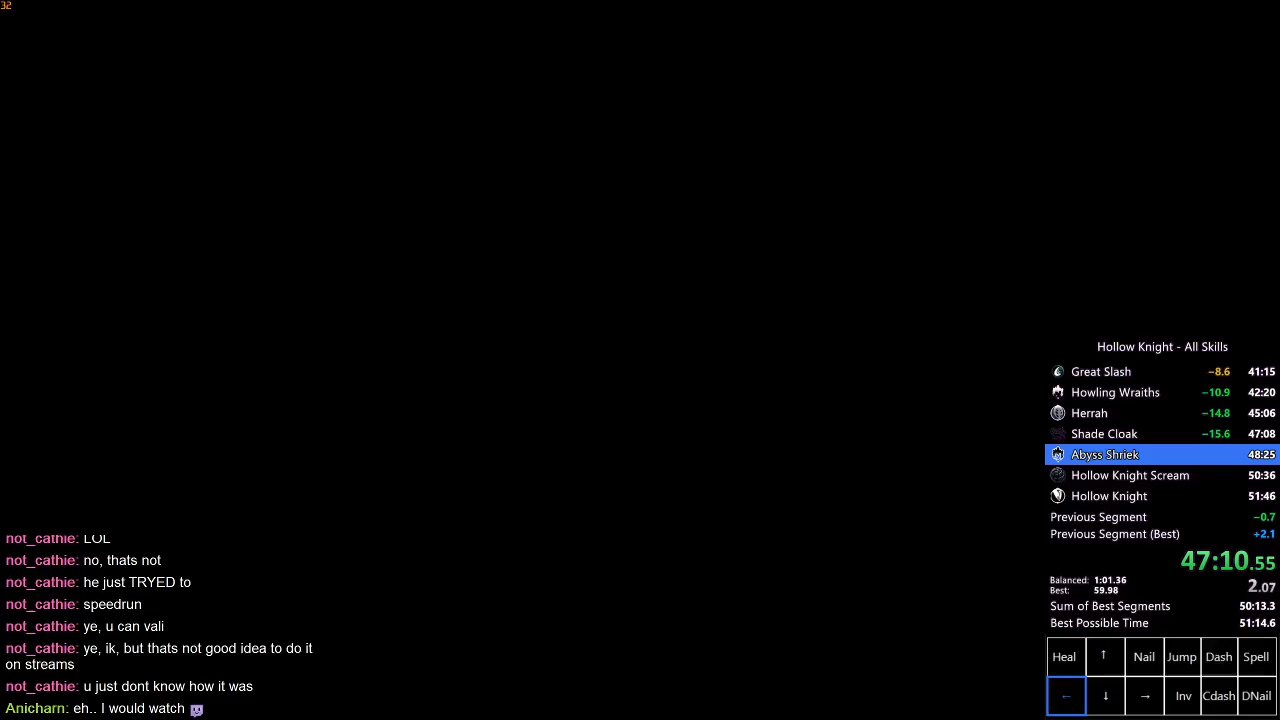 32
Hollow Knight - All Skills
Great Slash −8.6 41:15
Howling Wraiths −10.9 42:20
Herrah −14.8 45:06
Shade Cloak −15.6 47:08
Abyss Shriek 48:25
Hollow Knight Scream 50:36
Hollow Knight 51:46
Previous Segment −0.7
Previous Segment (Best) +2.1
47:10.55
Balanced: 1:01.36
Best: 59.98
2.07
Sum of Best Segments 50:13.3
Best Possible Time 51:14.6
Heal ↑ Nail Jump Dash Spell
← ↓ → Inv Cdash DNail
not_cathie: LOL
not_cathie: no, thats not
not_cathie: he just TRYED to
not_cathie: speedrun
not_cathie: ye, u can vali
not_cathie: ye, ik, but thats not good idea to do it
on streams
not_cathie: u just dont know how it was
Anicharn: eh.. I would watch